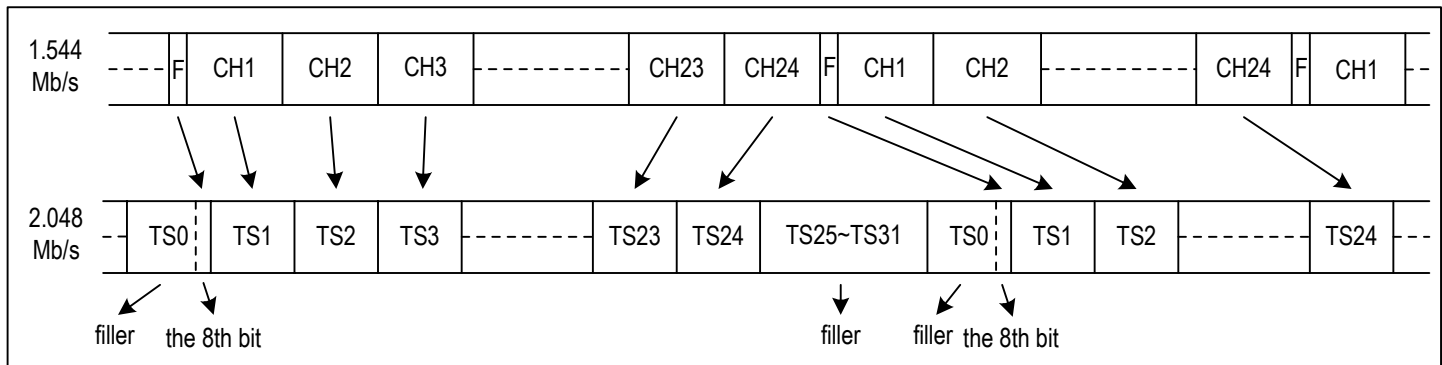 1.544 Mb/s F CH1 CH2 CH3 CH23 CH24 F CH1 CH2 CH24 F CH1
2.048 Mb/s TS0 TS1 TS2 TS3 TS23 TS24 TS25~TS31 TS0 TS1 TS2 TS24
filler the 8th bit filler filler the 8th bit